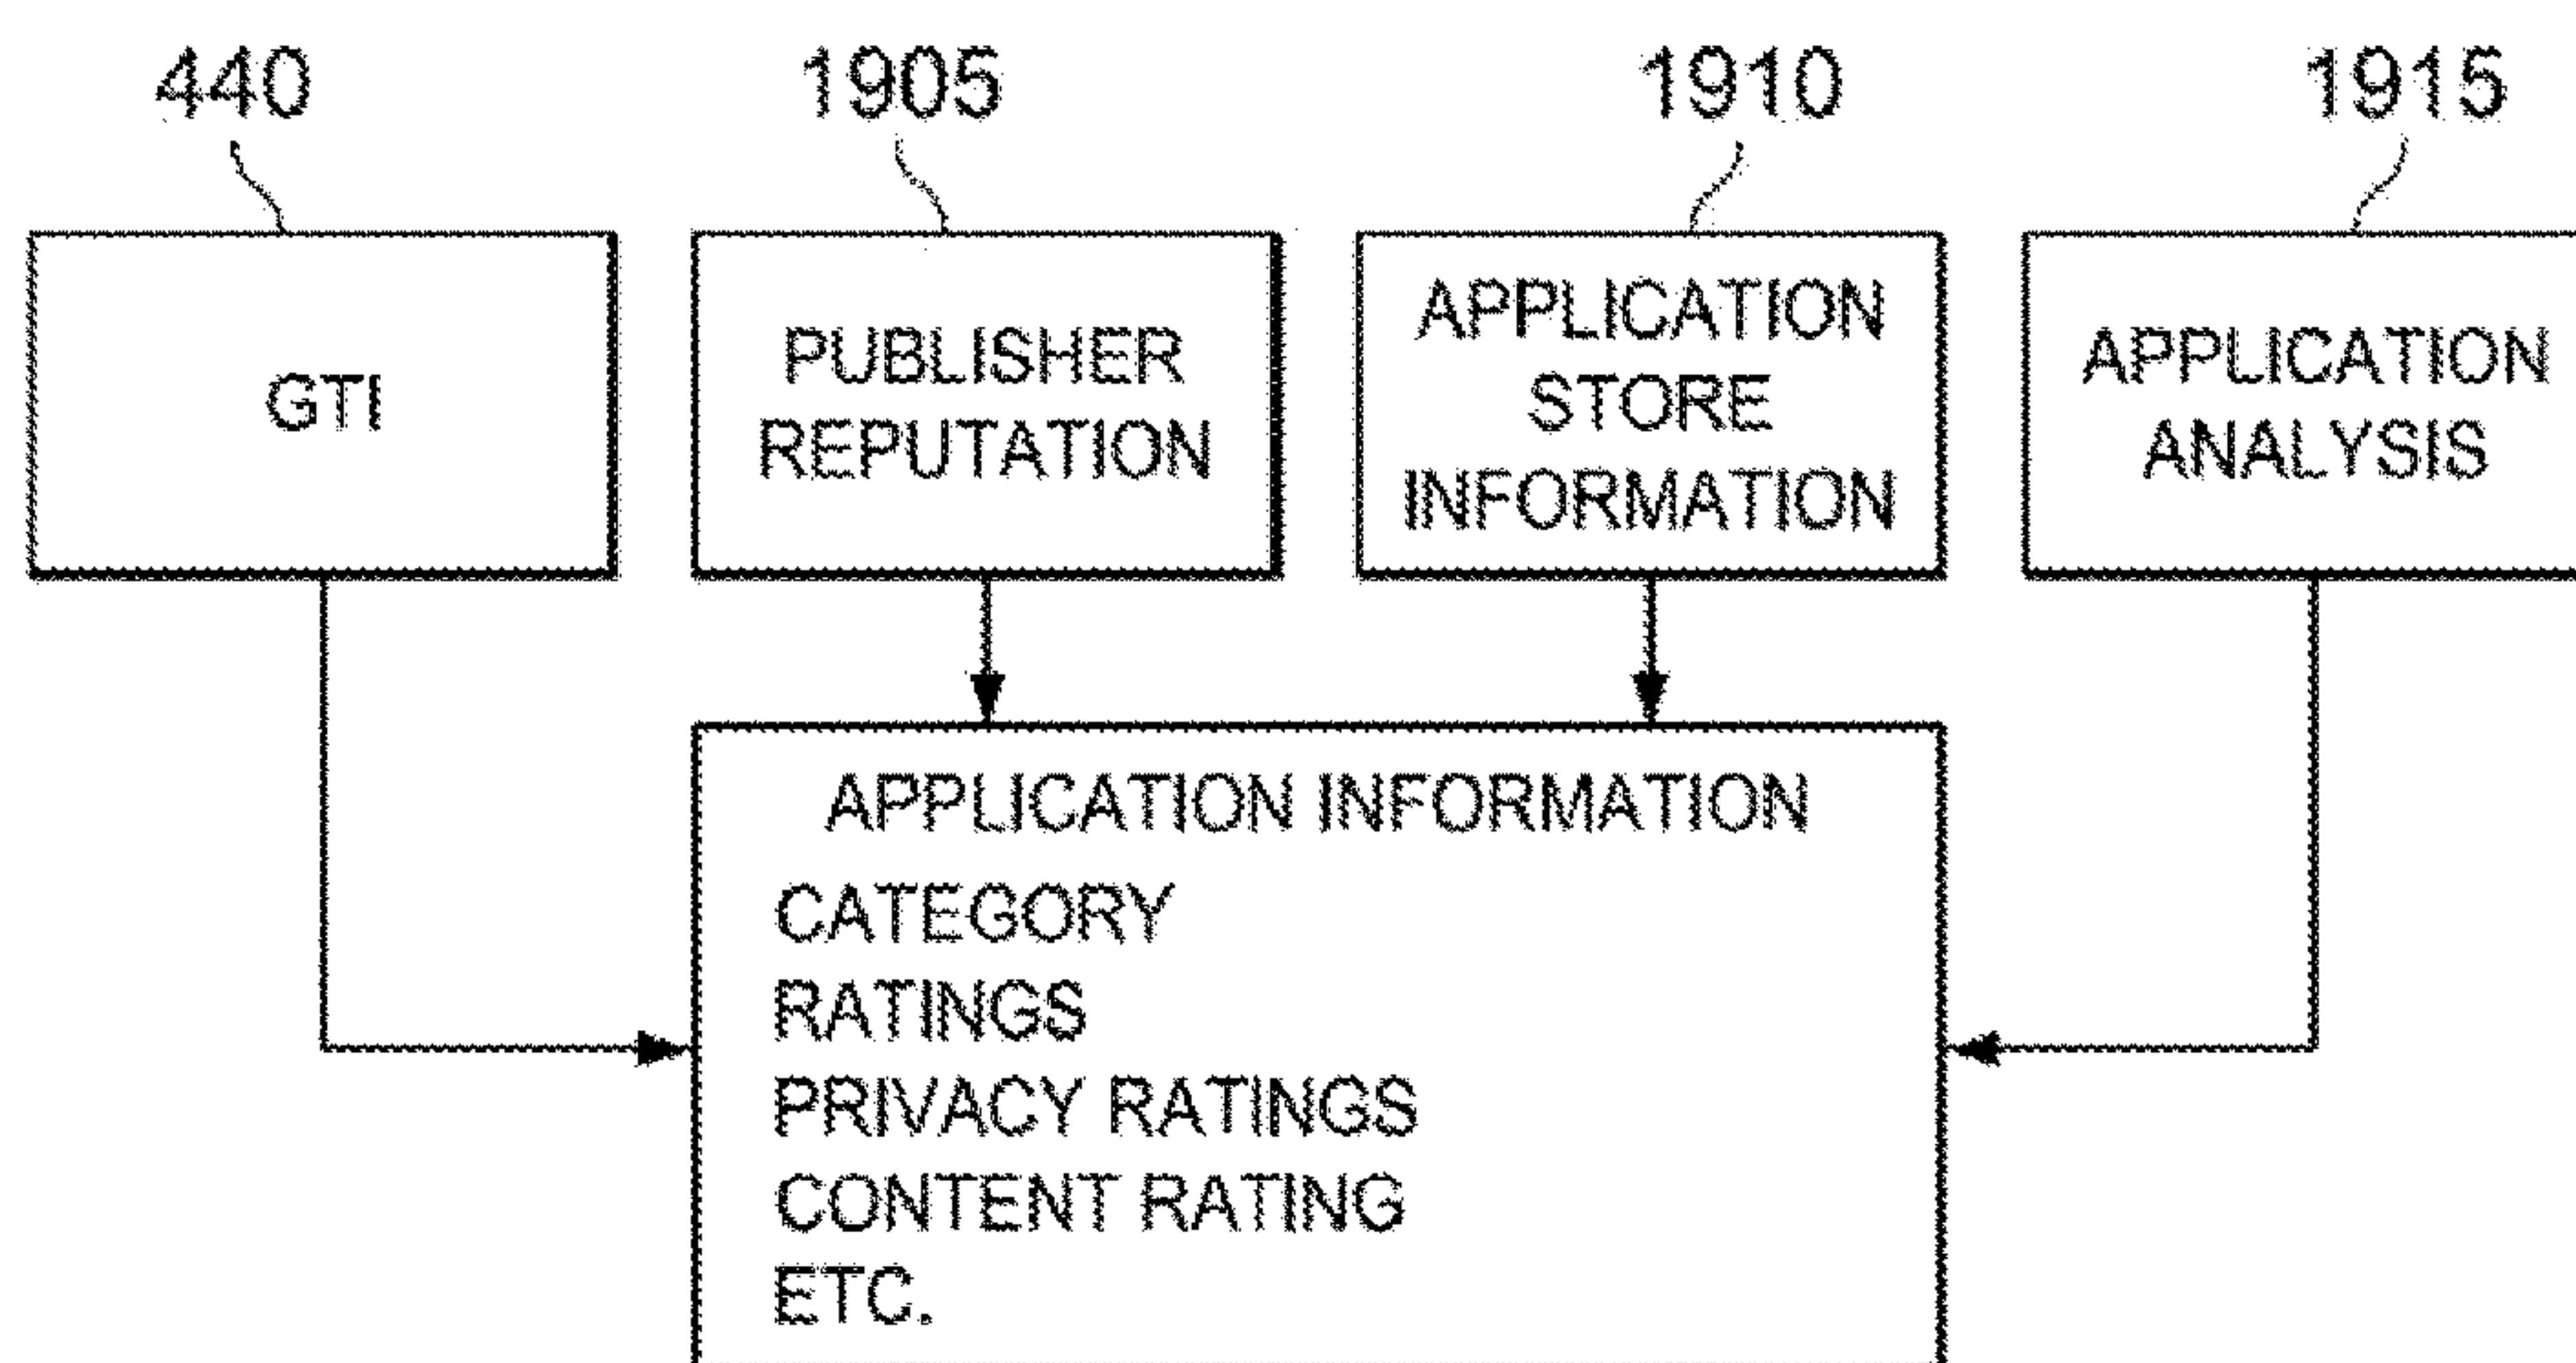 440
1905
1910
1915
GTI
PUBLISHER
REPUTATION
APPLICATION
STORE
INFORMATION
APPLICATION
ANALYSIS
APPLICATION INFORMATION
CATEGORY
RATINGS
PRIVACY RATINGS
CONTENT RATING
ETC.